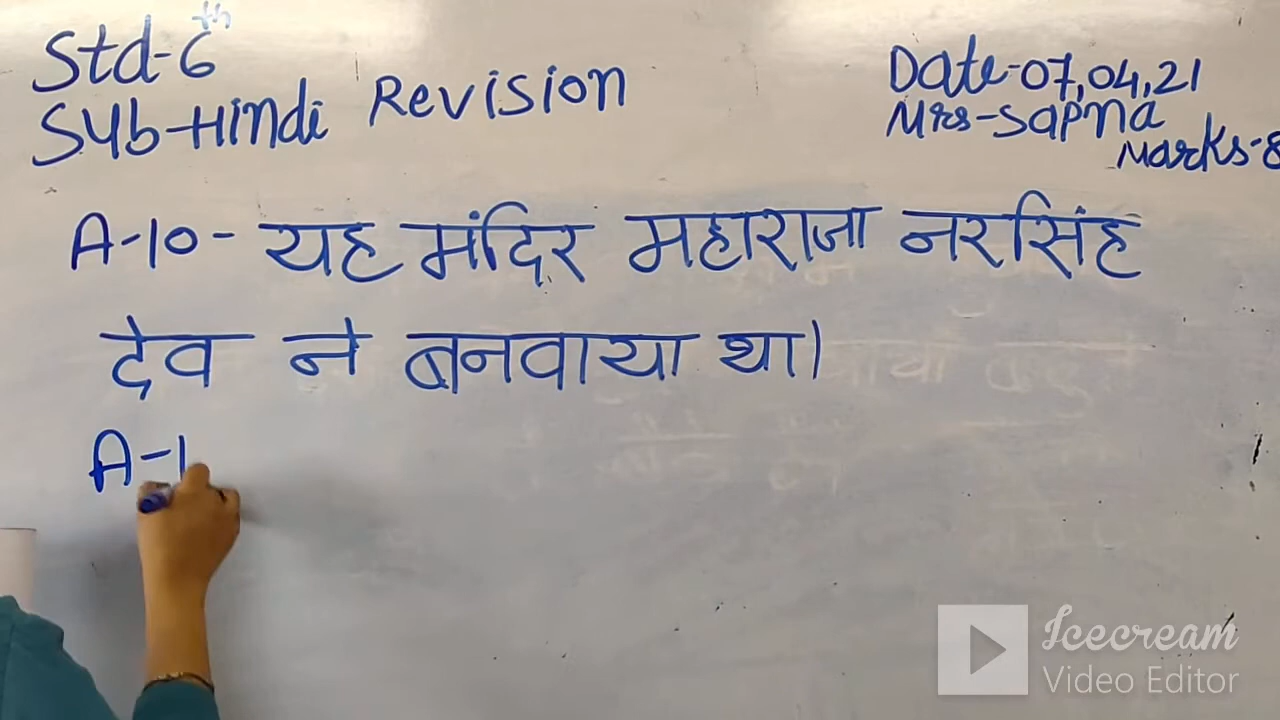 Std-6th
Sub-Hindi Revision
Date-07,04,21
Mrs-Sapna
Marks-8
A-10- यह मंदिर महाराजा नरसिंह
देव ने बनवाया था।
A-1
Icecream
Video Editor